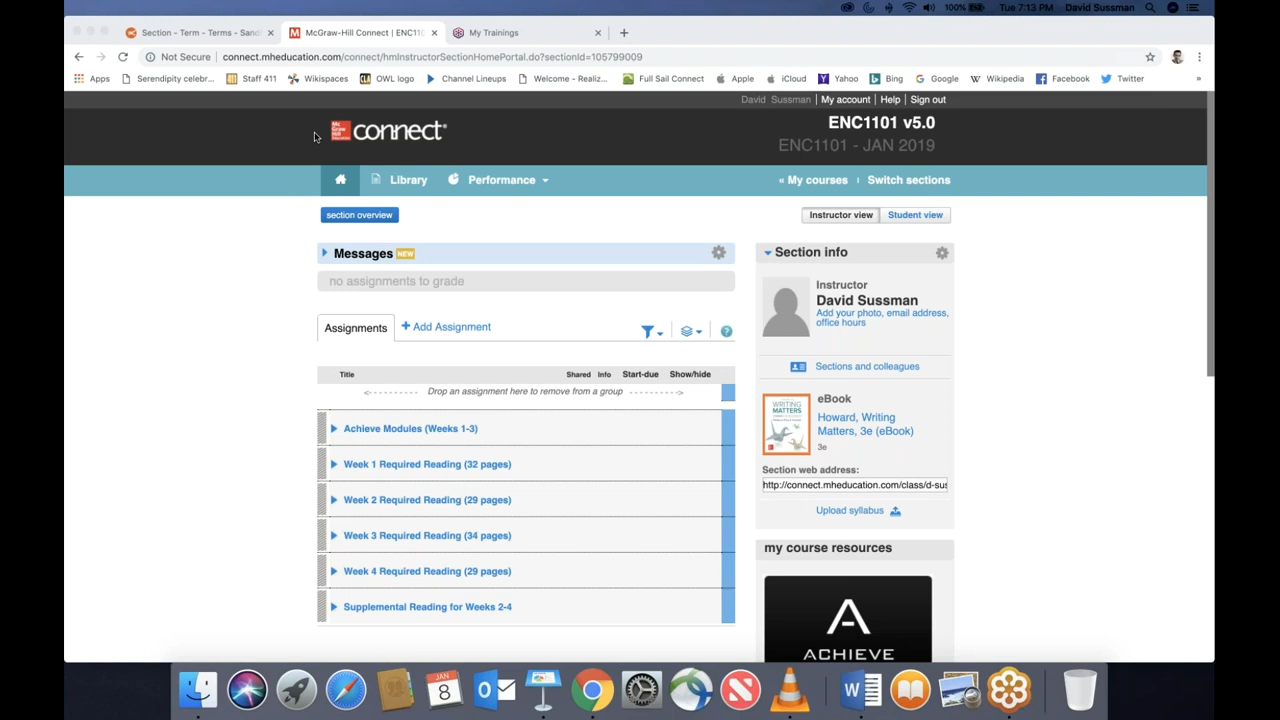 100% Tue 7:13 PM David Sussman
Section - Term - Terms - Sand
McGraw-Hill Connect | ENC110
My Trainings
Not Secure | connect.mheducation.com/connect/hmInstructorSectionHomePortal.do?sectionId=105799009
Apps Serendipity celebr... Staff 411 Wikispaces OWL logo Channel Lineups Welcome - Realiz... Full Sail Connect Apple iCloud Yahoo Bing Google Wikipedia Facebook Twitter »
David Sussman | My account | Help | Sign out
Mc Graw Hill Education connect®
ENC1101 v5.0
ENC1101 - JAN 2019
Library Performance « My courses Switch sections
section overview
Instructor view Student view
Messages NEW
no assignments to grade
Assignments + Add Assignment ?
Title Shared Info Start-due Show/hide
Drop an assignment here to remove from a group
Achieve Modules (Weeks 1-3)
Week 1 Required Reading (32 pages)
Week 2 Required Reading (29 pages)
Week 3 Required Reading (34 pages)
Week 4 Required Reading (29 pages)
Supplemental Reading for Weeks 2-4
Section info
Instructor
David Sussman
Add your photo, email address,
office hours
Sections and colleagues
WRITING
MATTERS
eBook
Howard, Writing
Matters, 3e (eBook)
3e
Section web address:
http://connect.mheducation.com/class/d-sus
Upload syllabus
my course resources
A
ACHIEVE
JAN
8